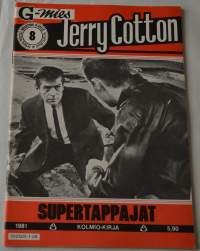 G-mies
8
Jerry Cotton
SUPERTAPPAJAT
1981 KOLMIO-KIRJA 5,90